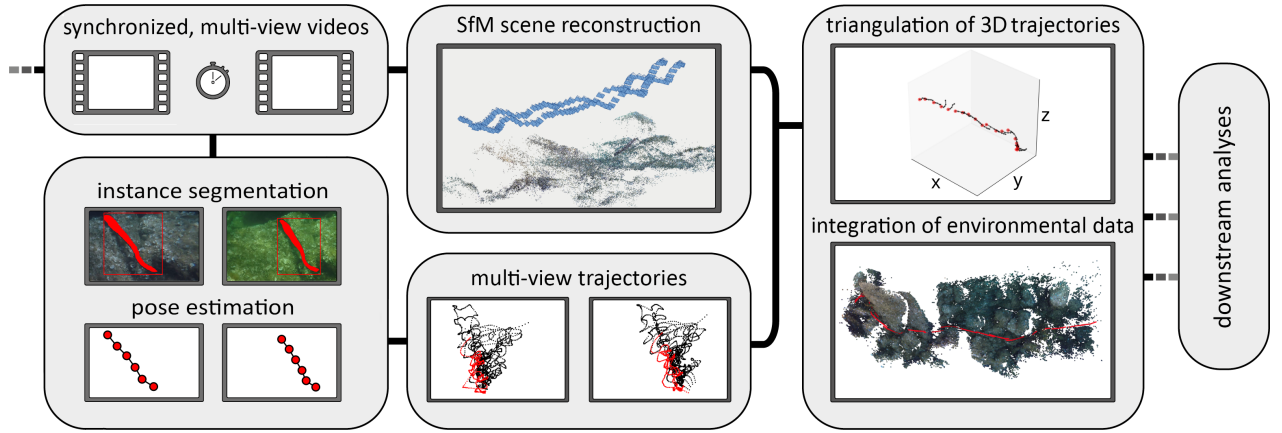 synchronized, multi-view videos
instance segmentation
pose estimation
SfM scene reconstruction
multi-view trajectories
triangulation of 3D trajectories
z
x
y
integration of environmental data
downstream analyses